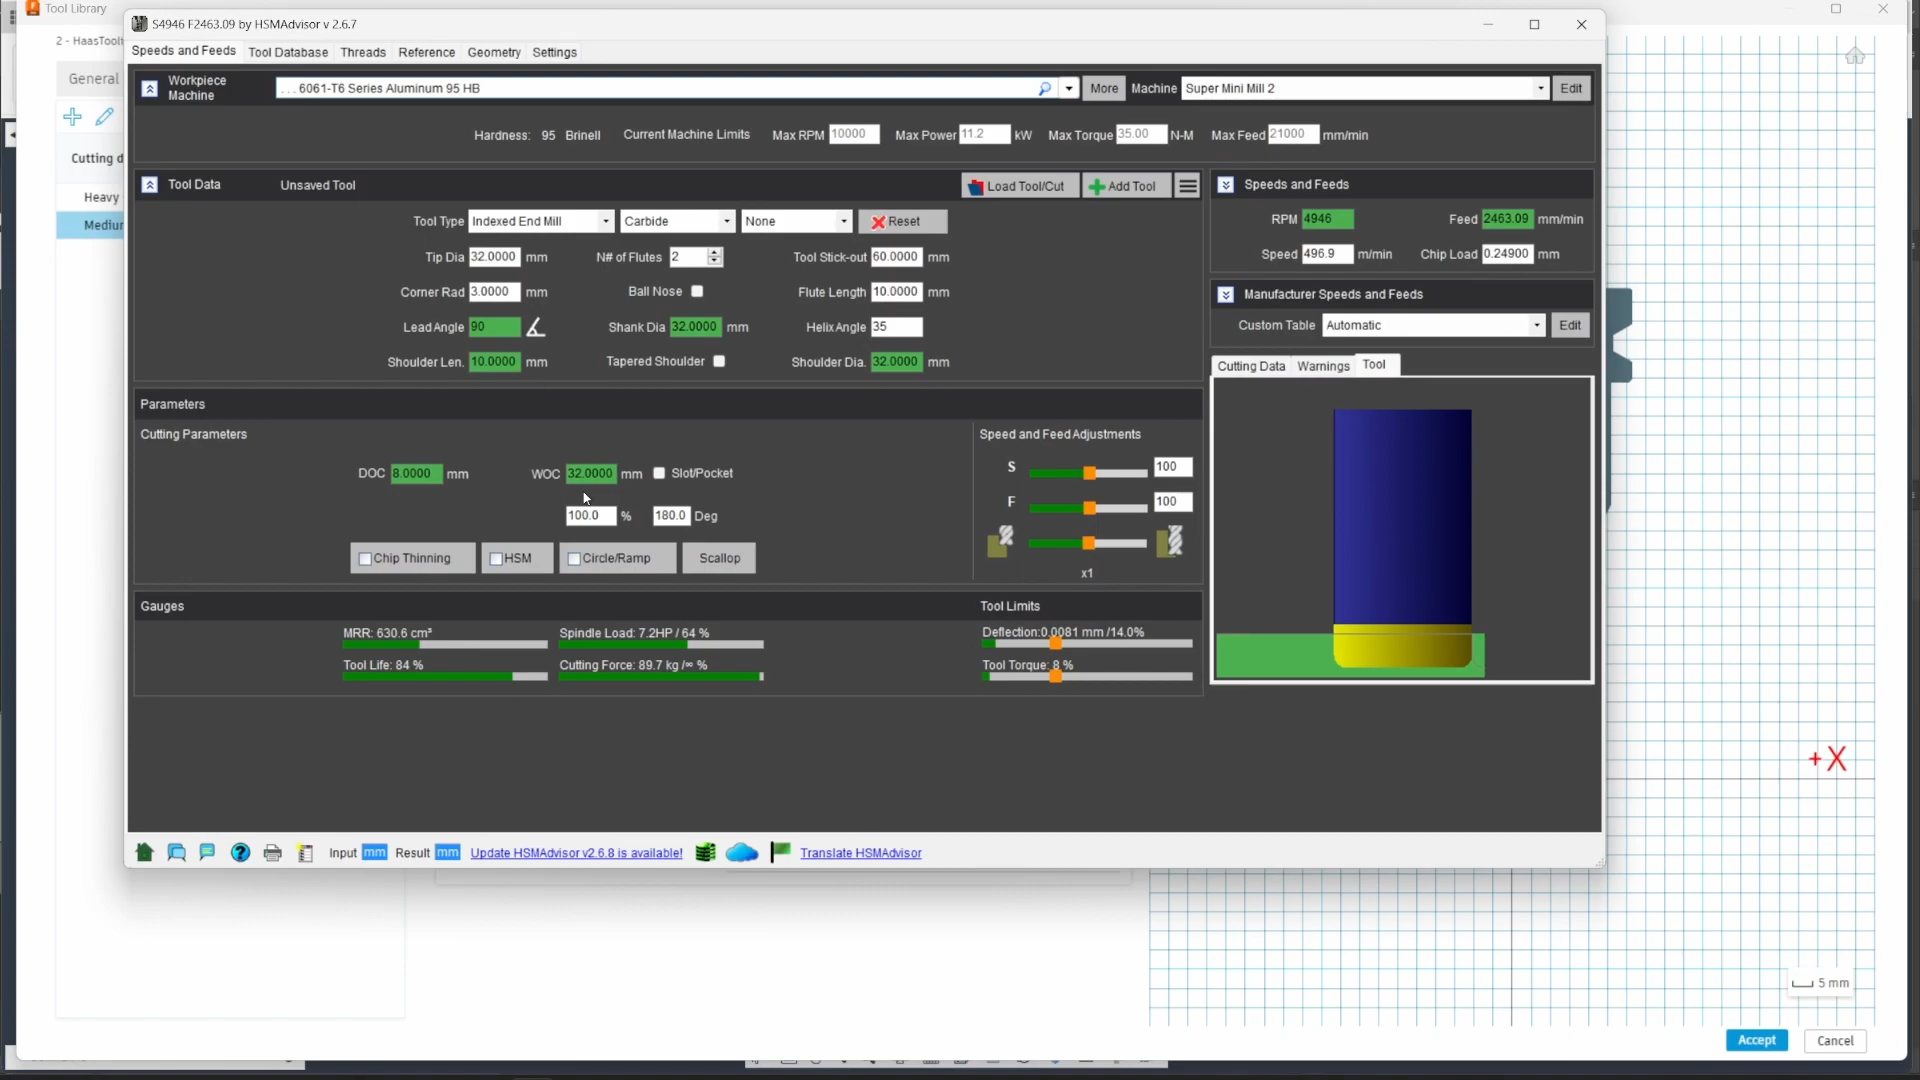 Tool Library
S4946 F2463.09 by HSMAdvisor v 2.6.7
2 - HaasToolt
General
Cutting d
Heavy
Mediur
Speeds and Feeds Tool Database Threads Reference Geometry Settings
Workpiece
Machine
. . . 6061-T6 Series Aluminum 95 HB More Machine Super Mini Mill 2 Edit
Hardness: 95 Brinell Current Machine Limits Max RPM 10000 Max Power 11.2 kW Max Torque 35.00 N-M Max Feed 21000 mm/min
Tool Data Unsaved Tool Load Tool/Cut Add Tool
Tool Type Indexed End Mill Carbide None Reset
Tip Dia 32.0000 mm N# of Flutes 2 Tool Stick-out 60.0000 mm
Corner Rad 3.0000 mm Ball Nose Flute Length 10.0000 mm
Lead Angle 90 Shank Dia 32.0000 mm Helix Angle 35
Shoulder Len. 10.0000 mm Tapered Shoulder Shoulder Dia. 32.0000 mm
Speeds and Feeds
RPM 4946 Feed 2463.09 mm/min
Speed 496.9 m/min Chip Load 0.24900 mm
Manufacturer Speeds and Feeds
Custom Table Automatic Edit
Cutting Data Warnings Tool
Parameters
Cutting Parameters
DOC 8.0000 mm WOC 32.0000 mm Slot/Pocket
100.0 % 180.0 Deg
Chip Thinning HSM Circle/Ramp Scallop
Speed and Feed Adjustments
S 100
F 100
x1
Gauges
MRR: 630.6 cm³ Spindle Load: 7.2HP / 64 %
Tool Life: 84 % Cutting Force: 89.7 kg /∞ %
Tool Limits
Deflection:0.0081 mm /14.0%
Tool Torque: 8 %
Input mm Result mm Update HSMAdvisor v2.6.8 is available! Translate HSMAdvisor
+X
5 mm
Accept Cancel